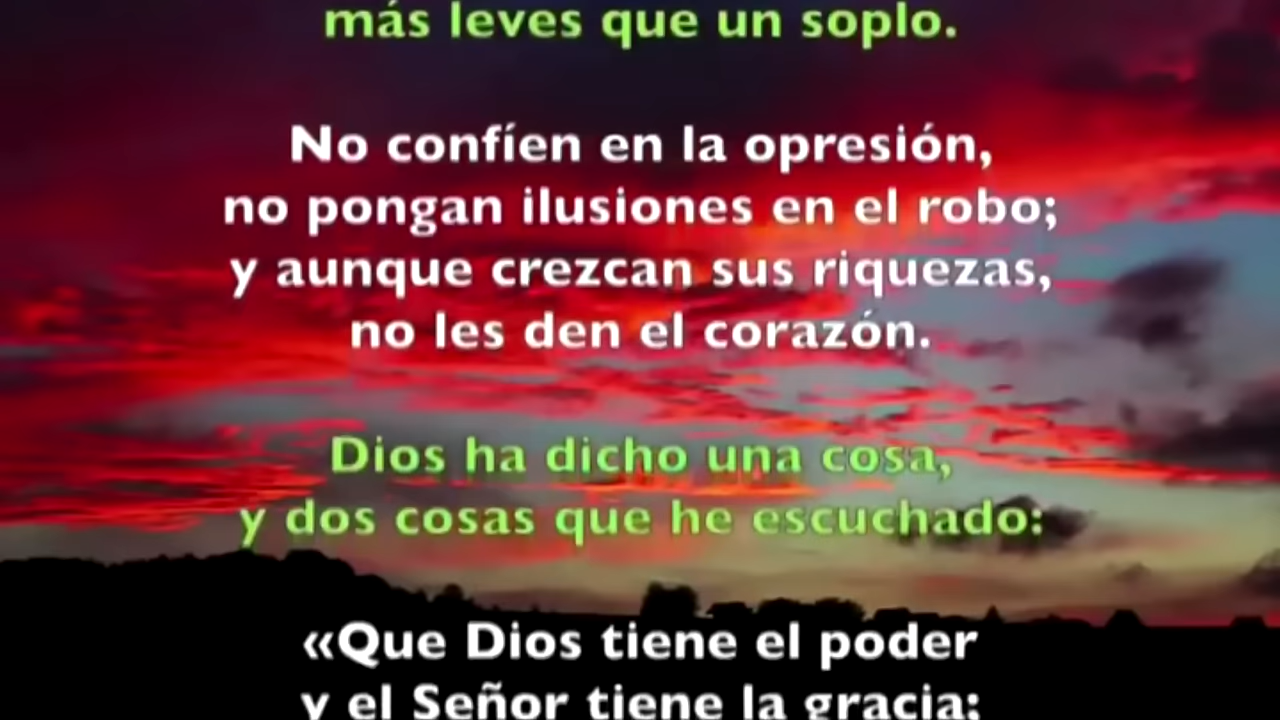 más leves que un soplo.
No confíen en la opresión,
no pongan ilusiones en el robo;
y aunque crezcan sus riquezas,
no les den el corazón.
Dios ha dicho una cosa,
y dos cosas que he escuchado:
«Que Dios tiene el poder
y el Señor tiene la gracia;